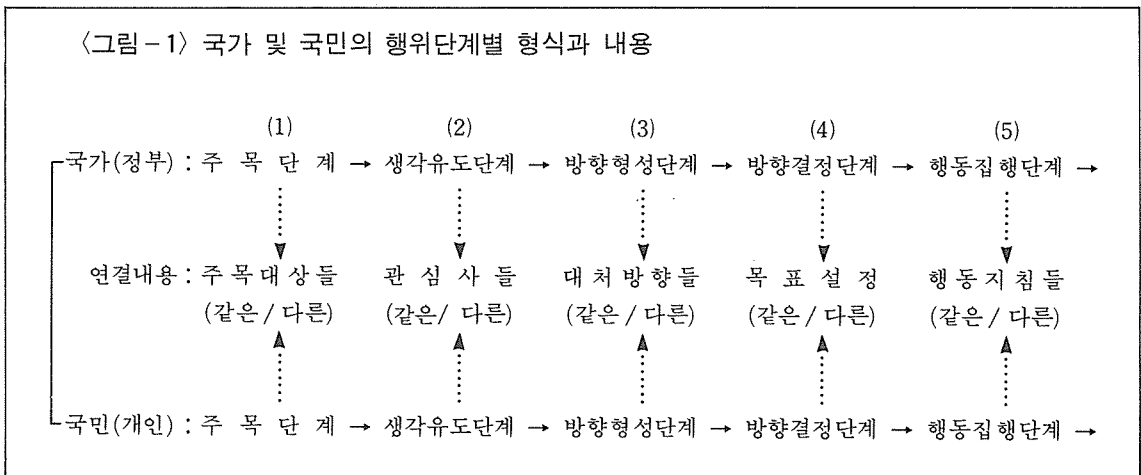 〈그림-1〉 국가 및 국민의 행위단계별 형식과 내용
(1) (2) (3) (4) (5)
국가(정부) : 주 목 단 계 → 생각유도단계 → 방향형성단계 → 방향결정단계 → 행동집행단계 →
연결내용 : 주목대상들 관 심 사 들 대처방향들 목 표 설 정 행동지침들
(같은 / 다른) (같은/ 다른) (같은 / 다른) (같은 / 다른) (같은 / 다른)
국민(개인) : 주 목 단 계 → 생각유도단계 → 방향형성단계 → 방향결정단계 → 행동집행단계 →